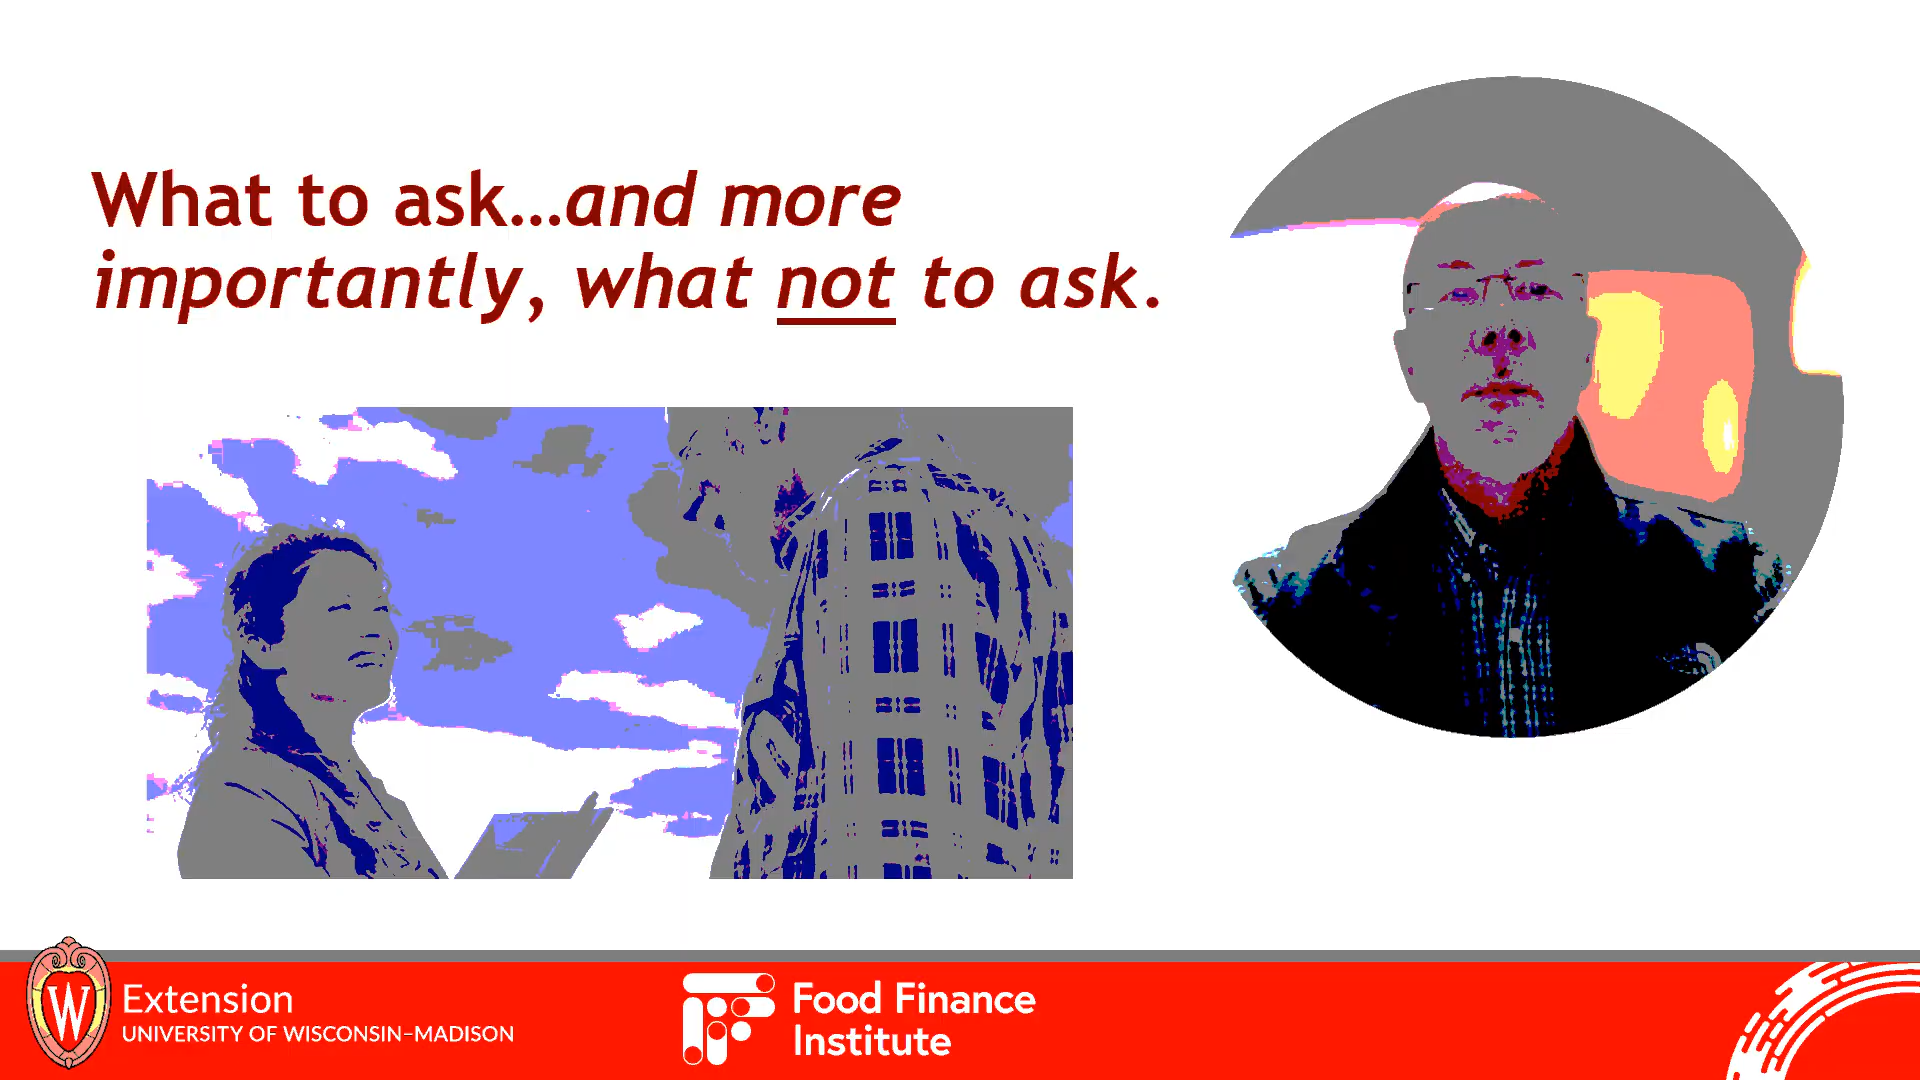 What to ask...and more
importantly, what not to ask.
W
Extension
UNIVERSITY OF WISCONSIN–MADISON
Food Finance
Institute